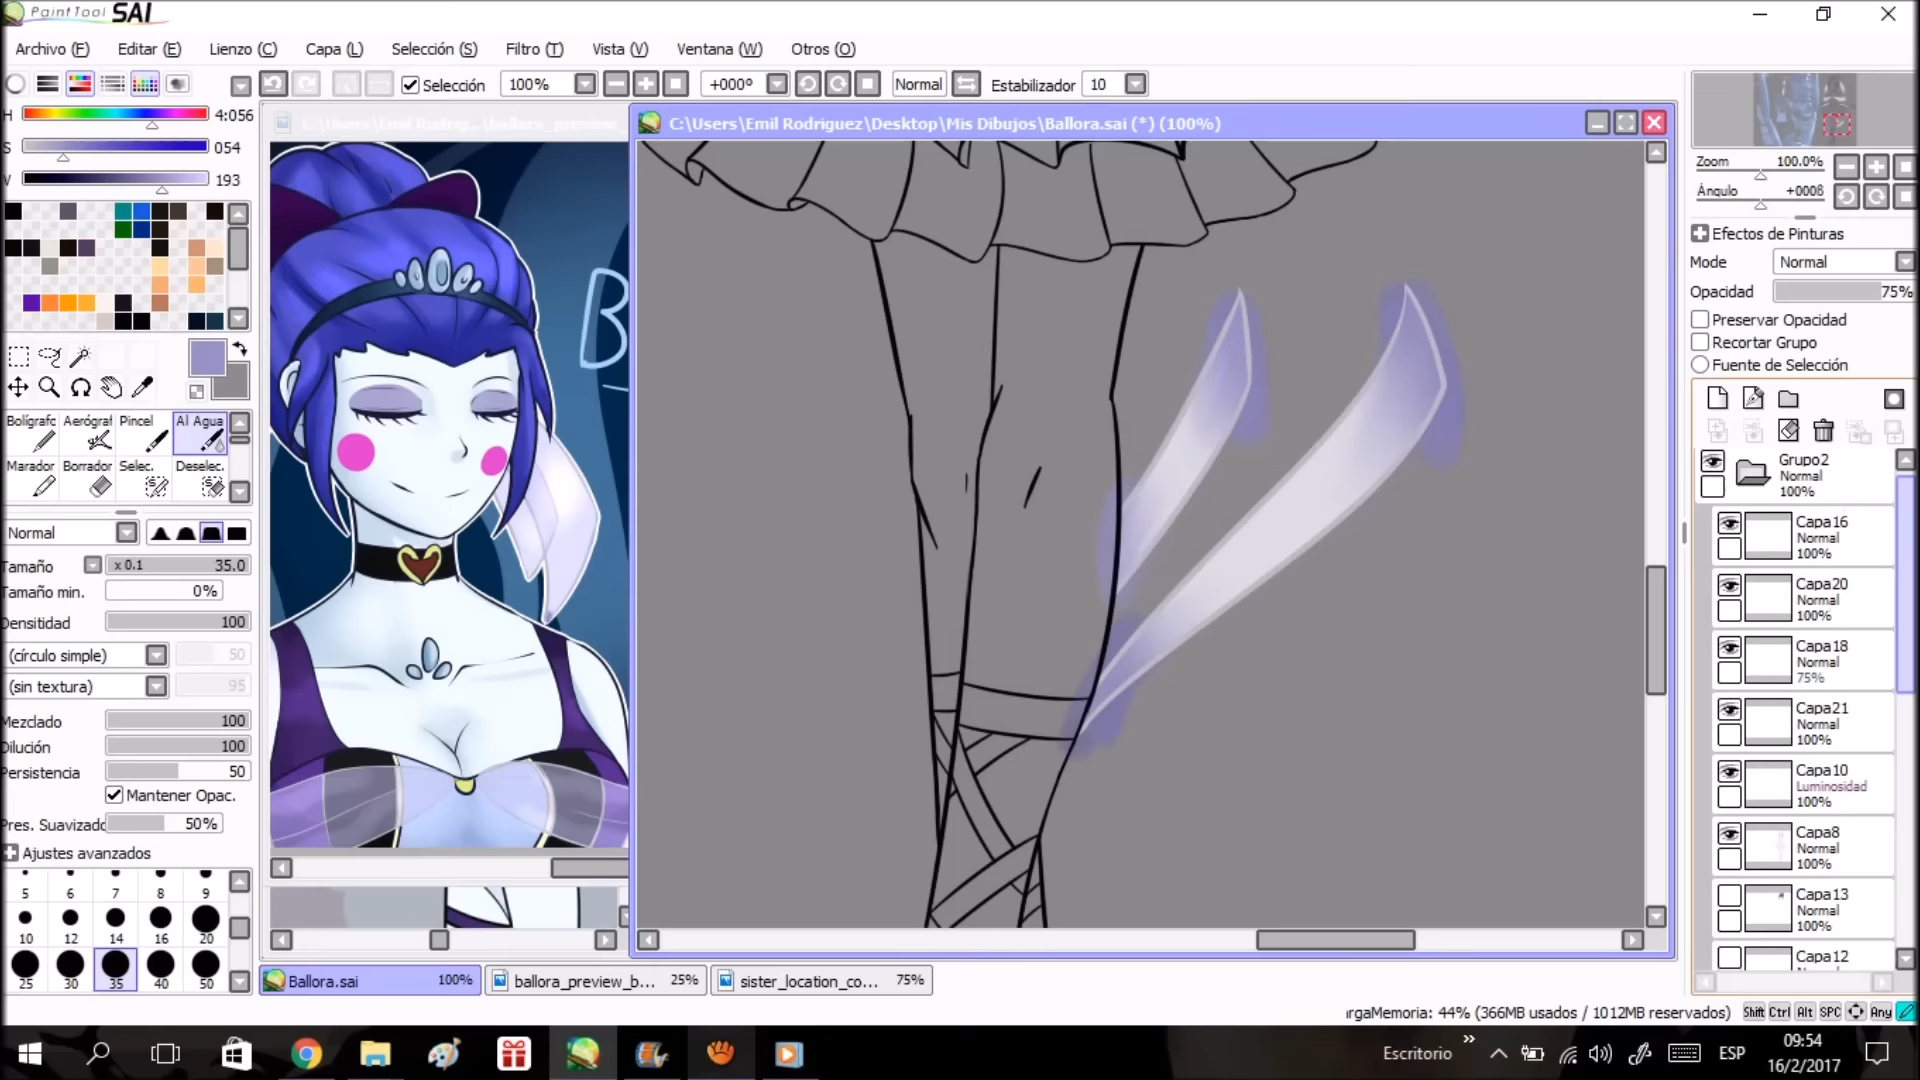 PaintTool SAI
Archivo (F) Editar (E) Lienzo (C) Capa (L) Selección (S) Filtro (T) Vista (V) Ventana (W) Otros (O)
Selección 100% +000º Normal Estabilizador 10
H 4:056
S 054
V 193
C:\Users\Emil Rodriguez\Desktop\Mis Dibujos\Ballora.sai (*) (100%)
B
Bolígrafo Aerógraf Pincel Al Agua
Marador Borrador Selec. Deselec.
Normal
Tamaño x 0.1 35.0
Tamaño min. 0%
Densitidad 100
(círculo simple) 50
(sin textura) 95
Mezclado 100
Dilución 100
Persistencia 50
Mantener Opac.
Pres. Suavizado 50%
Ajustes avanzados
5 6 7 8 9
10 12 14 16 20
25 30 35 40 50
Zoom 100.0%
Ángulo +000ß
Efectos de Pinturas
Mode Normal
Opacidad 75%
Preservar Opacidad
Recortar Grupo
Fuente de Selección
Grupo2
Normal
100%
Capa16
Normal
100%
Capa20
Normal
100%
Capa18
Normal
75%
Capa21
Normal
100%
Capa10
Luminosidad
100%
Capa8
Normal
100%
Capa13
Normal
100%
Capa12
Ballora.sai 100% ballora_preview_b... 25% sister_location_co... 75%
rgaMemoria: 44% (366MB usados / 1012MB reservados) Shift Ctrl Alt SPC Any
Escritorio » ESP 09:54
16/2/2017